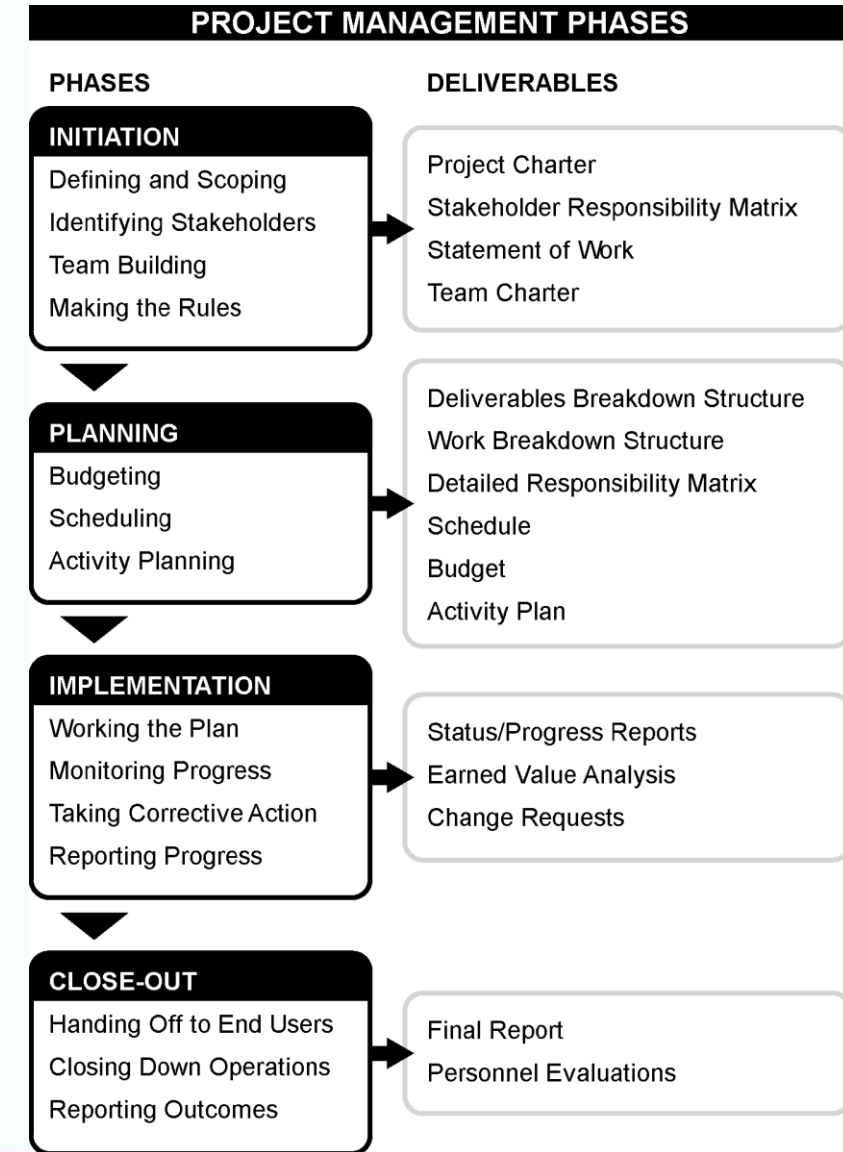 PROJECT MANAGEMENT PHASES
PHASES
DELIVERABLES
INITIATION
Defining and Scoping
Identifying Stakeholders
Team Building
Making the Rules
Project Charter
Stakeholder Responsibility Matrix
Statement of Work
Team Charter
PLANNING
Budgeting
Scheduling
Activity Planning
Deliverables Breakdown Structure
Work Breakdown Structure
Detailed Responsibility Matrix
Schedule
Budget
Activity Plan
IMPLEMENTATION
Working the Plan
Monitoring Progress
Taking Corrective Action
Reporting Progress
Status/Progress Reports
Earned Value Analysis
Change Requests
CLOSE-OUT
Handing Off to End Users
Closing Down Operations
Reporting Outcomes
Final Report
Personnel Evaluations